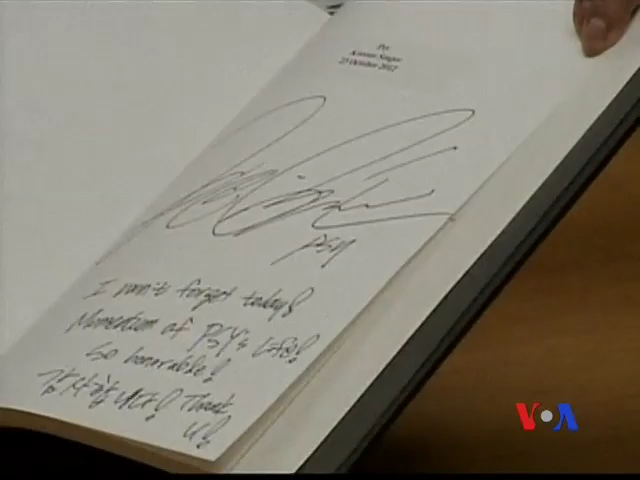 Psy
23 October 2012
PSY
I won't forget today!
Momentum of PSY's Life!
So honorable!
감사합니다! Thank
U!
VOA